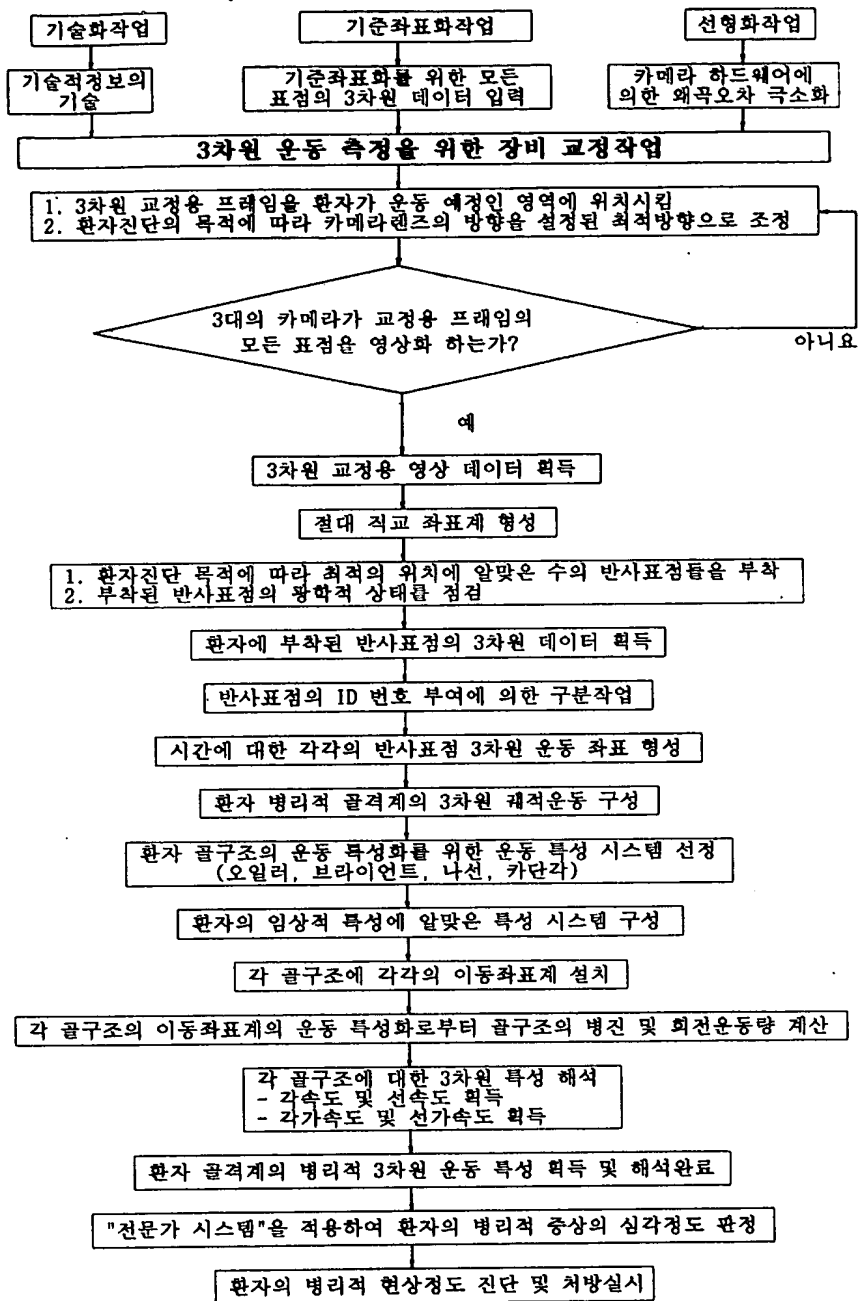 기술화작업
기준좌표화작업
선형화작업
기술적정보의
기술
기준좌표화를 위한 모든
표점의 3차원 데이터 입력
카메라 하드웨어에
의한 왜곡오차 극소화
3차원 운동 측정을 위한 장비 교정작업
1. 3차원 교정용 프레임을 환자가 운동 예정인 영역에 위치시킴
2. 환자진단의 목적에 따라 카메라렌즈의 방향을 설정된 최적방향으로 조정
3대의 카메라가 교정용 프래임의
모든 표점을 영상화 하는가?
아니요
예
3차원 교정용 영상 데이터 획득
절대 직교 좌표계 형성
1. 환자진단 목적에 따라 최적의 위치에 알맞은 수의 반사표점들을 부착
2. 부착된 반사표점의 광학적 상태를 점검
환자에 부착된 반사표점의 3차원 데이터 획득
반사표점의 ID 번호 부여에 의한 구분작업
시간에 대한 각각의 반사표점 3차원 운동 좌표 형성
환자 병리적 골격계의 3차원 궤적운동 구성
환자 골구조의 운동 특성화를 위한 운동 특성 시스템 선정
(오일러, 브라이언트, 나선, 카단각)
환자의 임상적 특성에 알맞은 특성 시스템 구성
각 골구조에 각각의 이동좌표계 설치
각 골구조의 이동좌표계의 운동 특성화로부터 골구조의 병진 및 회전운동량 계산
각 골구조에 대한 3차원 특성 해석
- 각속도 및 선속도 획득
- 각가속도 및 선가속도 획득
환자 골격계의 병리적 3차원 운동 특성 획득 및 해석완료
"전문가 시스템"을 적용하여 환자의 병리적 증상의 심각정도 판정
환자의 병리적 현상정도 진단 및 처방실시